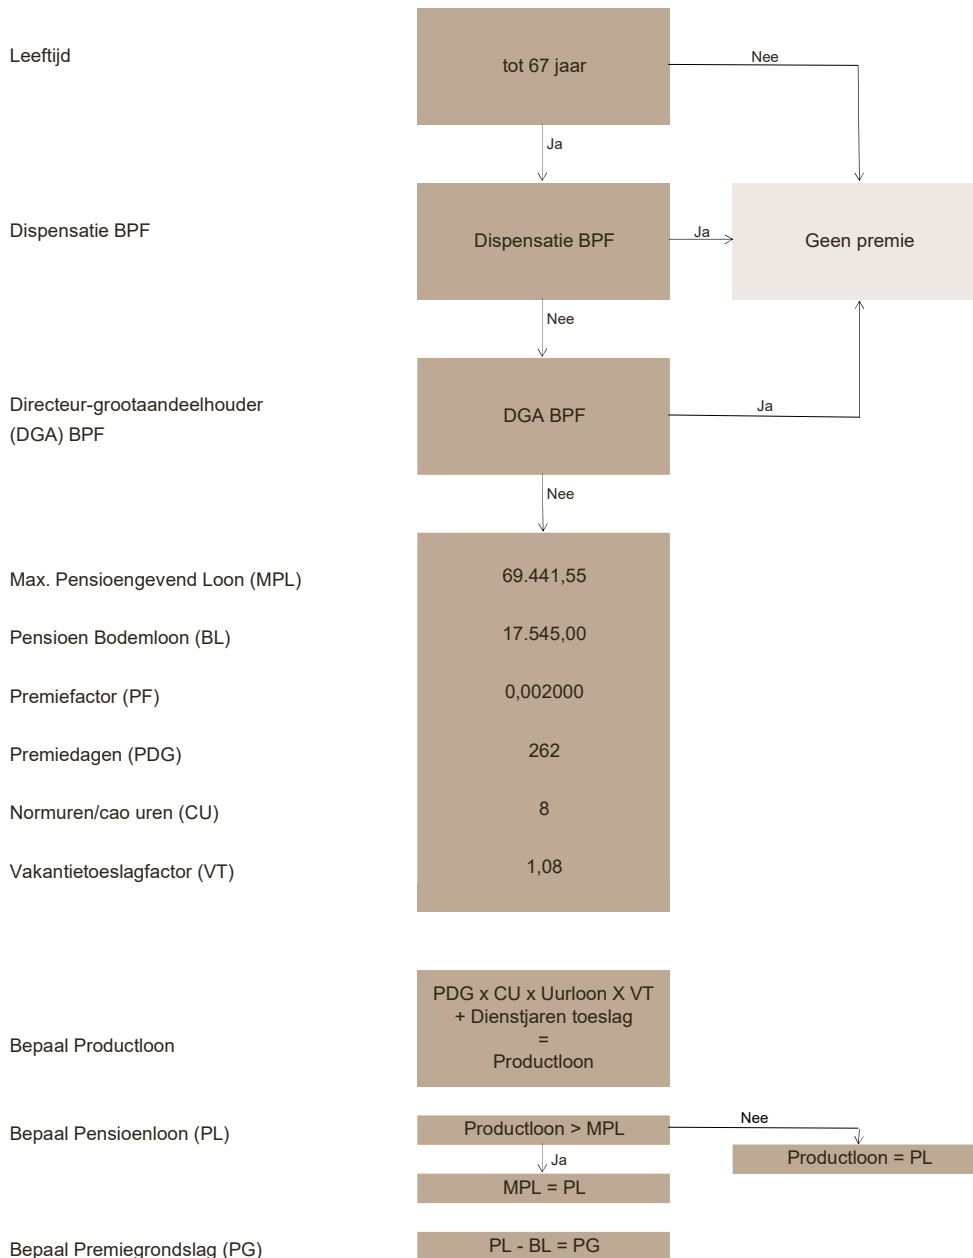 Leeftijd
tot 67 jaar
Nee
Ja
Dispensatie BPF
Dispensatie BPF
Ja
Geen premie
Nee
Directeur-grootaandeelhouder
(DGA) BPF
DGA BPF
Ja
Nee
Max. Pensioengevend Loon (MPL)
69.441,55
Pensioen Bodemloon (BL)
17.545,00
Premiefactor (PF)
0,002000
Premiedagen (PDG)
262
Normuren/cao uren (CU)
8
Vakantietoeslagfactor (VT)
1,08
Bepaal Productloon
PDG x CU x Uurloon X VT
+ Dienstjaren toeslag
=
Productloon
Bepaal Pensioenloon (PL)
Productloon > MPL
Nee
Ja
Productloon = PL
MPL = PL
Bepaal Premiegrondslag (PG)
PL - BL = PG